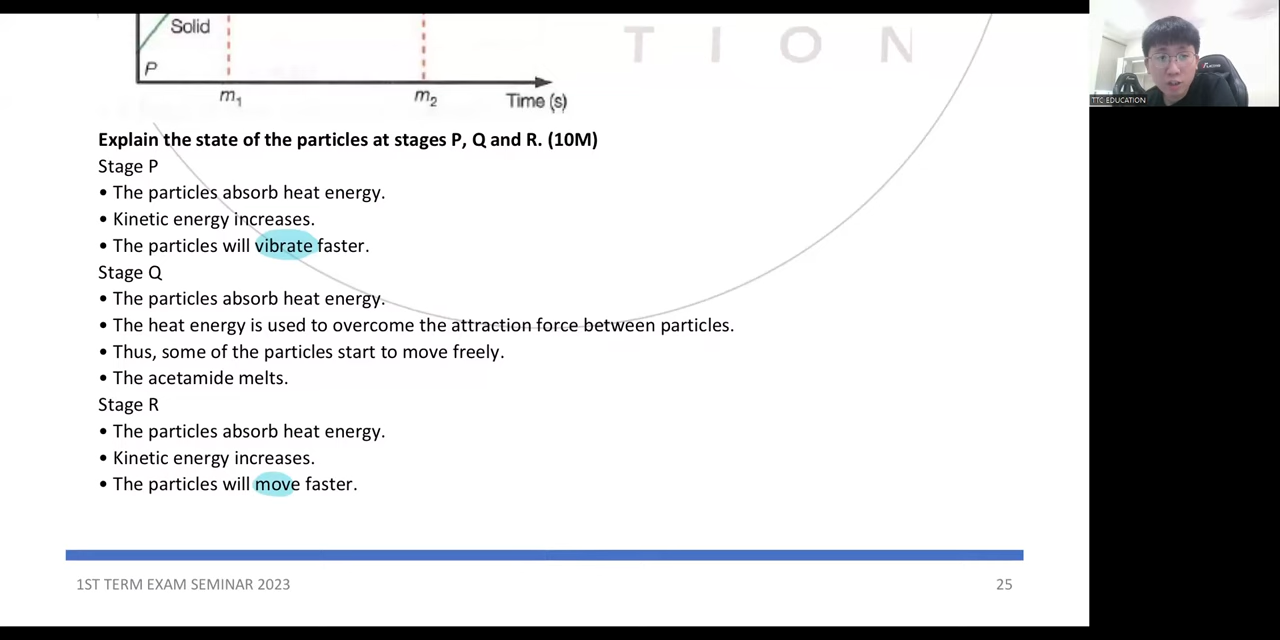 Solid
T I O N
P
m₁ m₂ Time (s)
TTC EDUCATION
Explain the state of the particles at stages P, Q and R. (10M)
Stage P
• The particles absorb heat energy.
• Kinetic energy increases.
• The particles will vibrate faster.
Stage Q
• The particles absorb heat energy.
• The heat energy is used to overcome the attraction force between particles.
• Thus, some of the particles start to move freely.
• The acetamide melts.
Stage R
• The particles absorb heat energy.
• Kinetic energy increases.
• The particles will move faster.
1ST TERM EXAM SEMINAR 2023 25